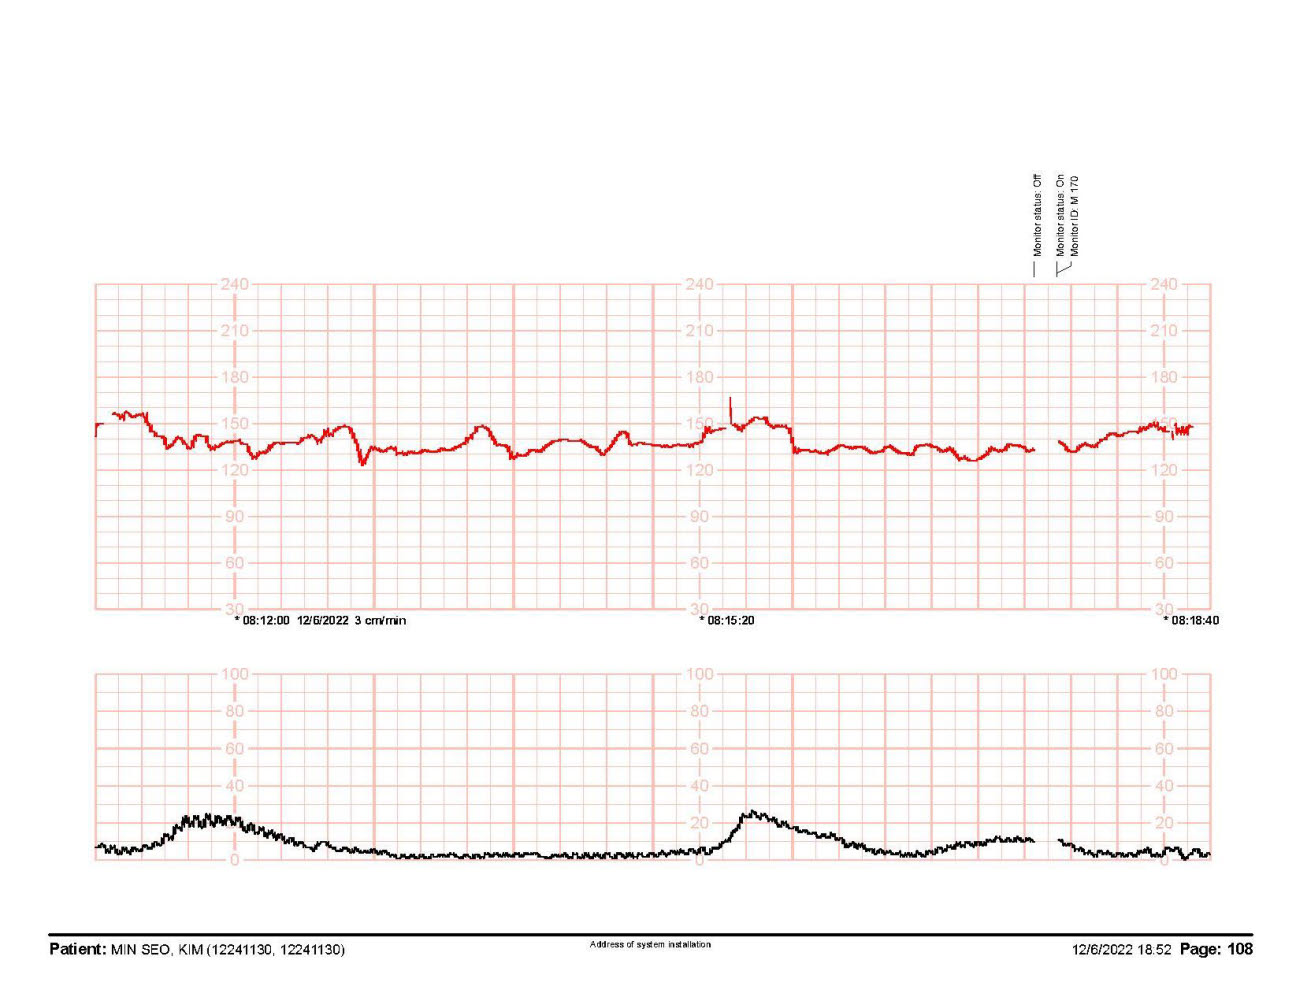 Monitor status: Off
Monitor status: On
Monitor ID: M 170
240 240 240
210 210 210
180 180 180
150 150 150
120 120 120
90 90 90
60 60 60
30 30 30
* 08:12:00 12/6/2022 3 cm/min * 08:15:20 * 08:18:40
100 100 100
80 80 80
60 60 60
40 40 40
20 20
0 0 0
Patient: MIN SEO, KIM (12241130, 12241130) Address of system installation 12/6/2022 18:52 Page: 108